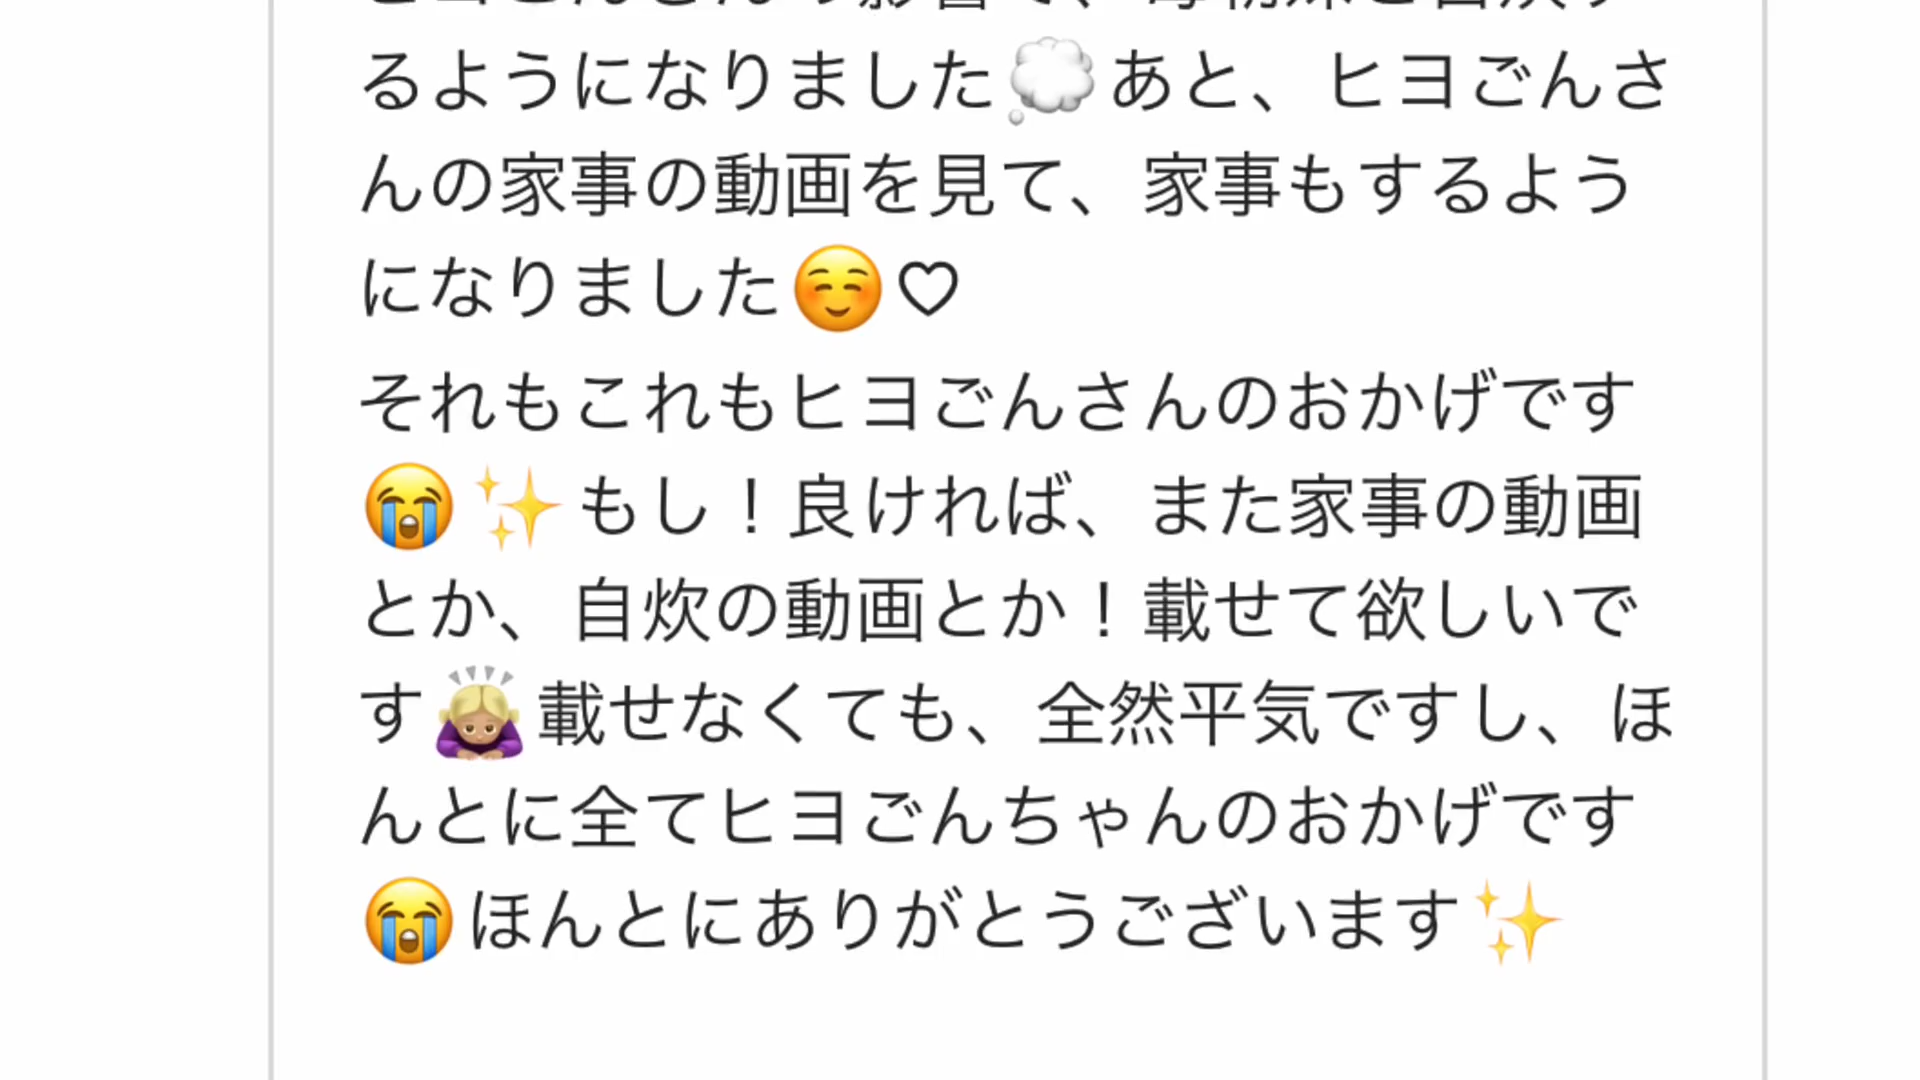 るようになりました💭あと、ヒヨごんさ
んの家事の動画を見て、家事もするよう
になりました☺️♡
それもこれもヒヨごんさんのおかげです
😭✨もし！良ければ、また家事の動画
とか、自炊の動画とか！載せて欲しいで
す🙇🏼‍♀️載せなくても、全然平気ですし、ほ
んとに全てヒヨごんちゃんのおかげです
😭ほんとにありがとうございます✨